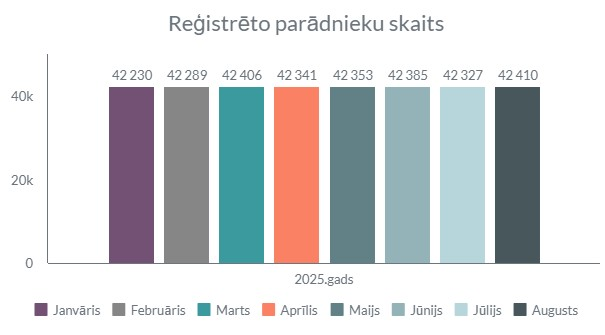 Reģistrēto parādnieku skaits
42 230 42 289 42 406 42 341 42 353 42 385 42 327 42 410
40k
20k
0
2025.gads
Janvāris Februāris Marts Aprīlis Maijs Jūnijs Jūlijs Augusts